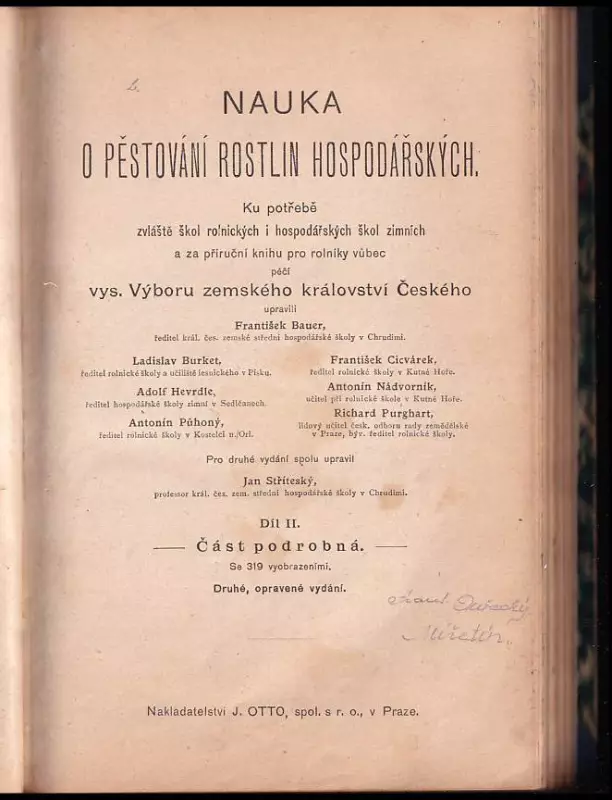 NAUKA
O PĚSTOVÁNÍ ROSTLIN HOSPODÁŘSKÝCH.
Ku potřebě
zvláště škol rolnických i hospodářských škol zimních
a za příruční knihu pro rolníky vůbec
péčí
vys. Výboru zemského království Českého
upravili
František Bauer,
ředitel král. čes. zemské střední hospodářské školy v Chrudimi.
Ladislav Burket,
ředitel rolnické školy a učiliště lesnického v Písku.
Adolf Hevrdle,
ředitel hospodářské školy zimní v Sedlčanech.
Antonín Půhoný,
ředitel rolnické školy v Kostelci n./Orl.
František Cicvárek,
ředitel rolnické školy v Kutné Hoře.
Antonín Nádvorník,
učitel při rolnické škole v Kutné Hoře.
Richard Purghart,
lidový učitel česk. odboru rady zemědělské
v Praze, býv. ředitel rolnické školy.
Pro druhé vydání spolu upravil
Jan Stříteský,
professor král. čes. zem. střední hospodářské školy v Chrudimi.
Díl II.
Část podrobná.
Se 319 vyobrazeními.
Druhé, opravené vydání.
Nakladatelství J. OTTO, spol. s r. o., v Praze.